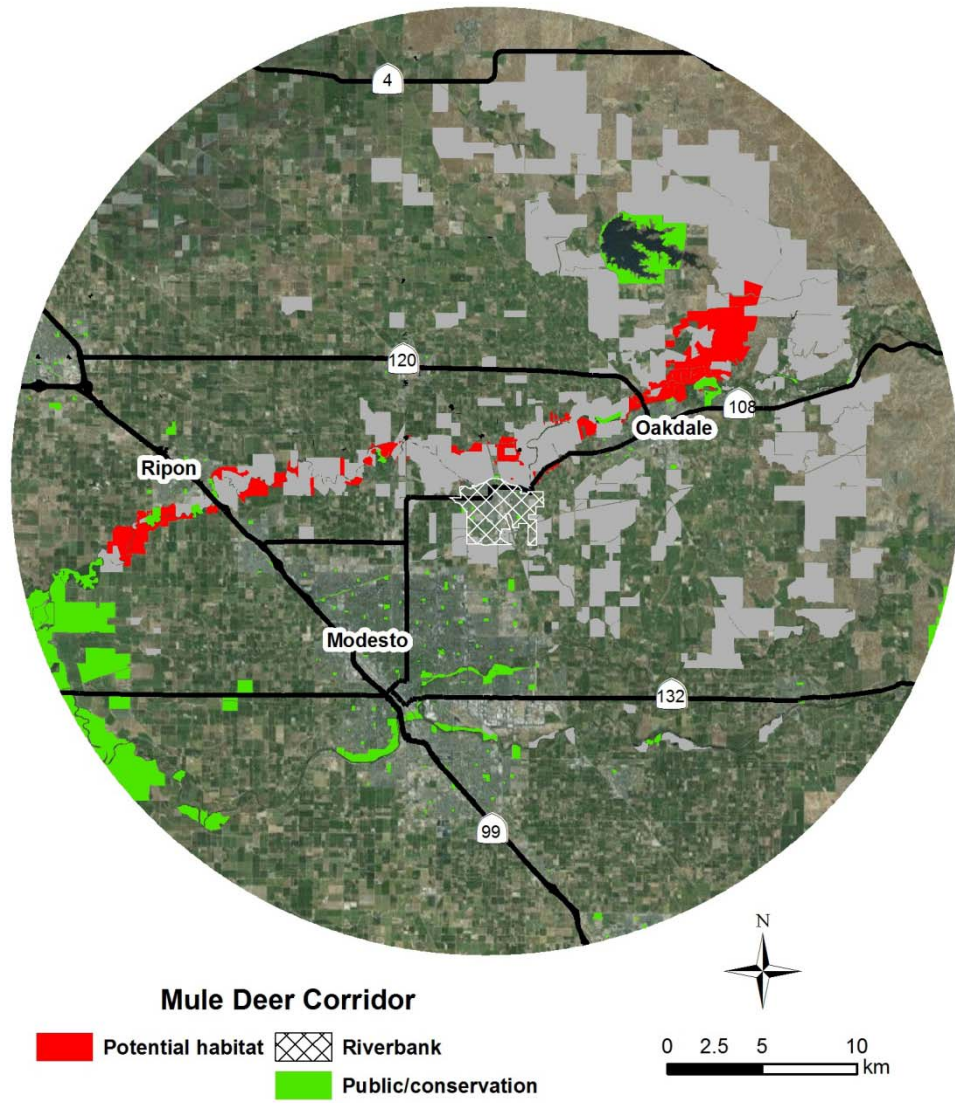 4
120
108
Oakdale
Ripon
Modesto
132
99
N
Mule Deer Corridor
Potential habitat
Riverbank
Public/conservation
0 2.5 5 10
km